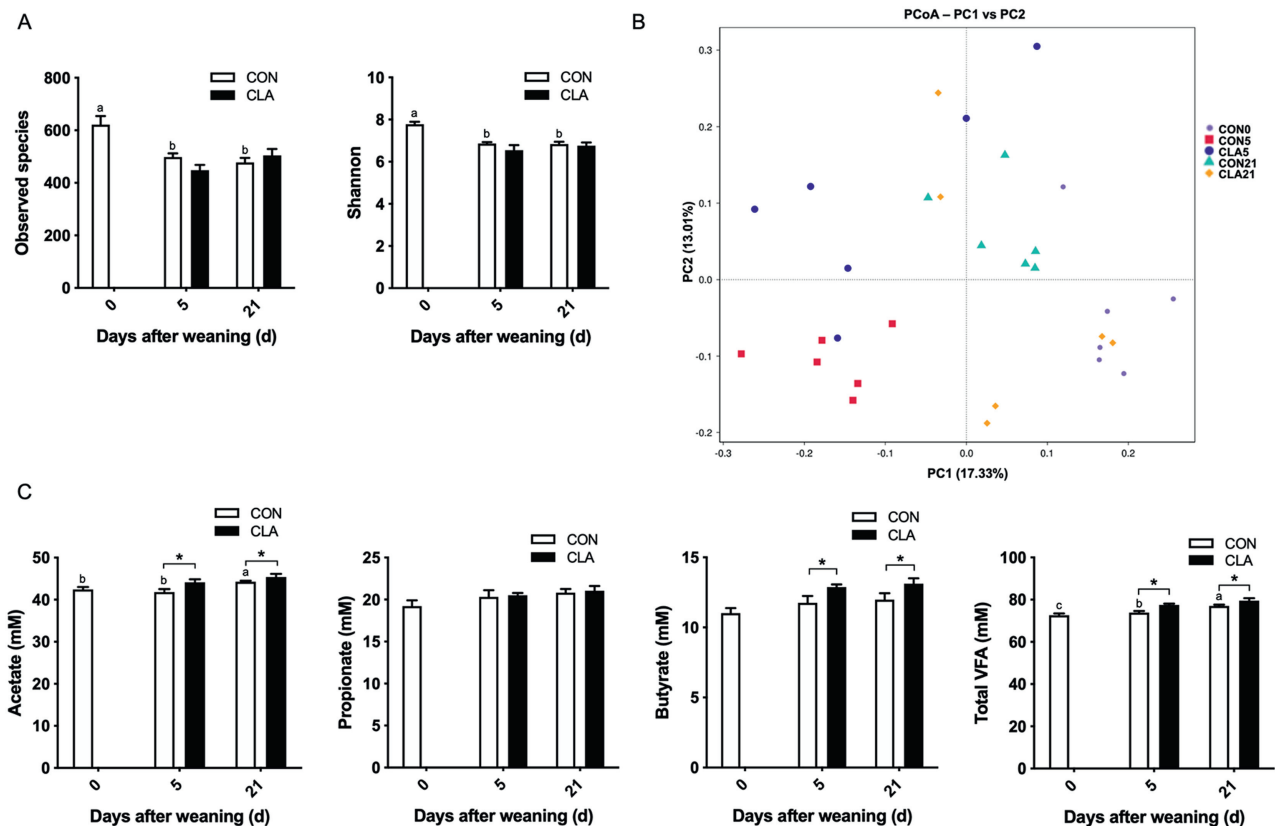 A
CON
CLA
Observed species
800
600
400
200
0
a
b
b
0
5
21
Days after weaning (d)
CON
CLA
Shannon
10
8
6
4
2
0
a
b
b
0
5
21
Days after weaning (d)
B
PCoA – PC1 vs PC2
PC2 (13.01%)
0.3
0.2
0.1
0.0
-0.1
-0.2
-0.3
-0.2
-0.1
0.0
0.1
0.2
PC1 (17.33%)
CON0
CON5
CLA5
CON21
CLA21
C
CON
CLA
Acetate (mM)
50
40
30
20
10
0
b
b
*
a
*
0
5
21
Days after weaning (d)
CON
CLA
Propionate (mM)
25
20
15
10
5
0
0
5
21
Days after weaning (d)
CON
CLA
Butyrate (mM)
15
10
5
0
*
*
0
5
21
Days after weaning (d)
CON
CLA
Total VFA (mM)
100
80
60
40
20
0
c
b
*
a
*
0
5
21
Days after weaning (d)